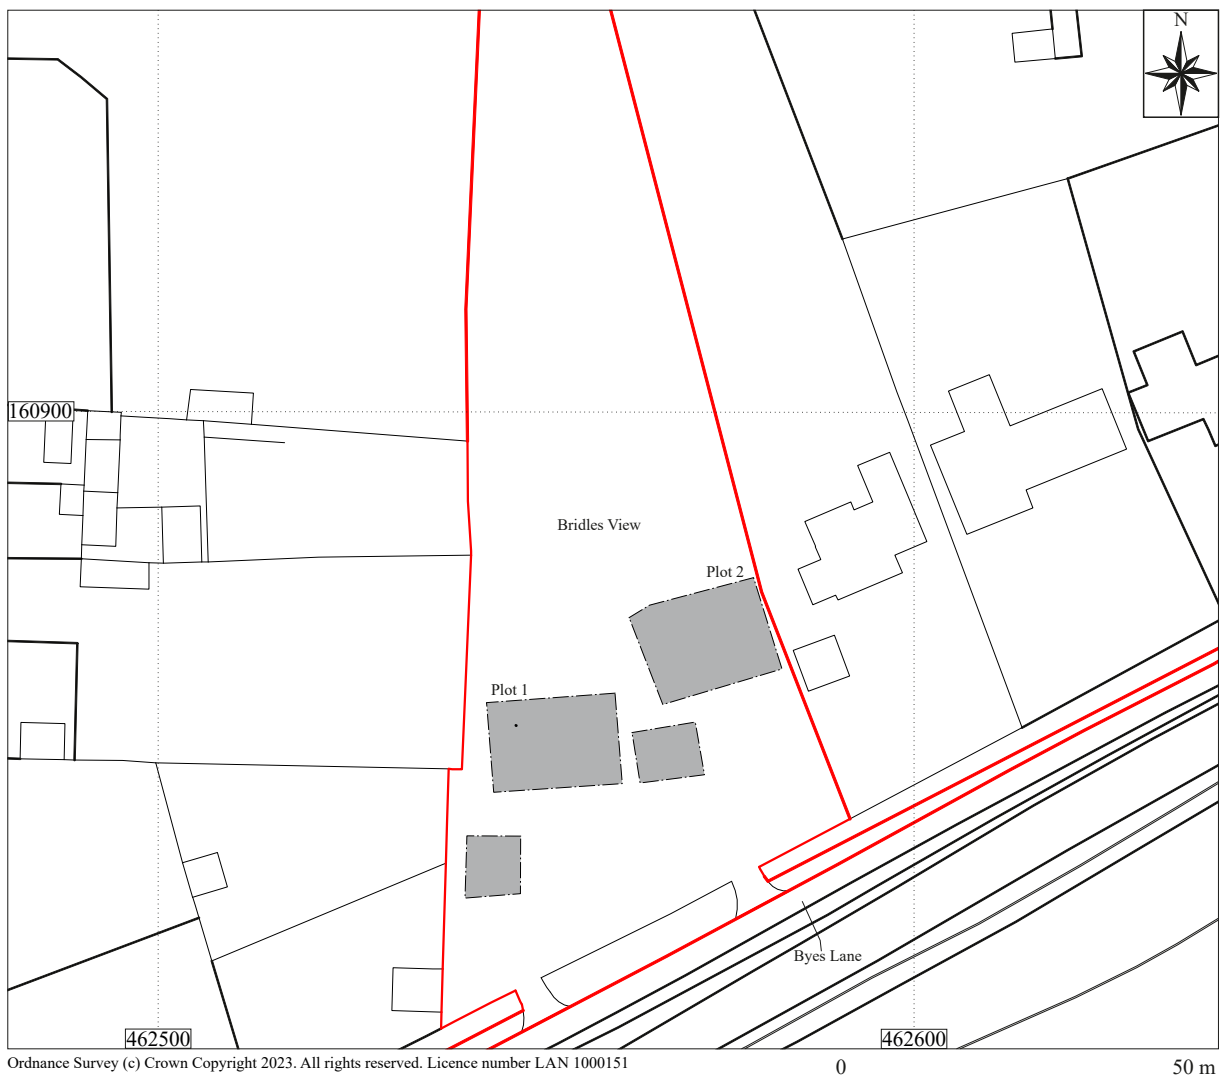 N
160900
Bridles View
Plot 2
Plot 1
Byes Lane
462500
462600
Ordnance Survey (c) Crown Copyright 2023. All rights reserved. Licence number LAN 1000151
0 50 m